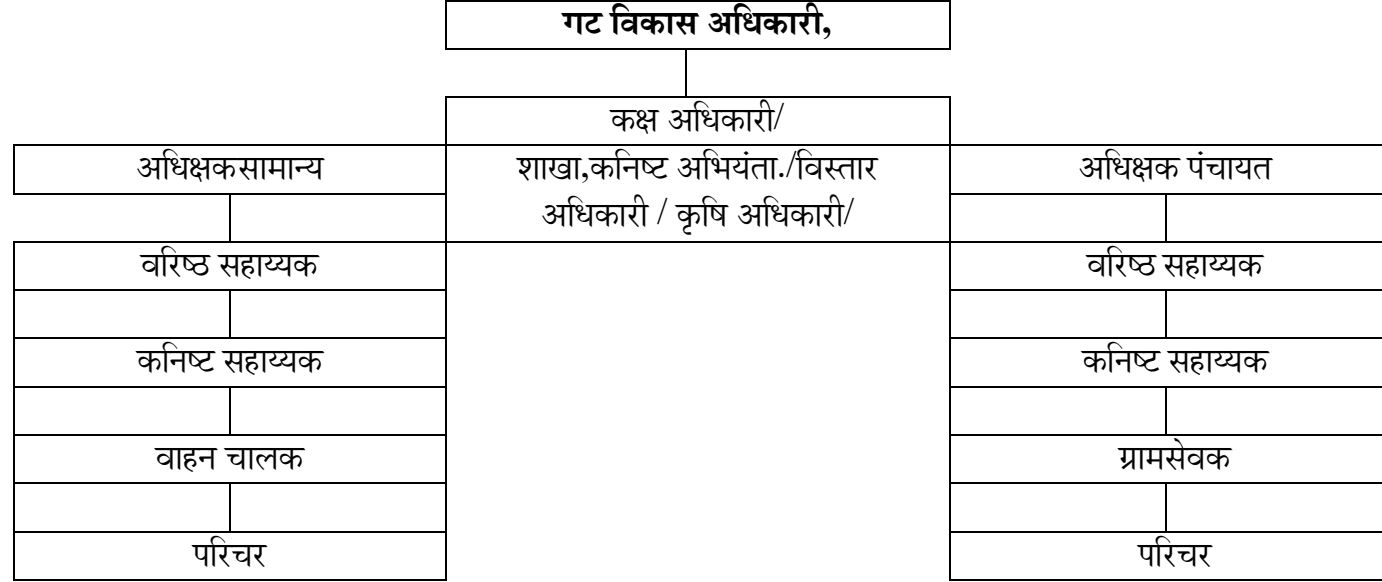 गट विकास अधिकारी,
कक्ष अधिकारी/
अधिक्षकसामान्य
शाखा,कनिष्ट अभियंता./विस्तार
अधिकारी / कृषि अधिकारी/
अधिक्षक पंचायत
वरिष्ठ सहाय्यक
वरिष्ठ सहाय्यक
कनिष्ट सहाय्यक
कनिष्ट सहाय्यक
वाहन चालक
ग्रामसेवक
परिचर
परिचर